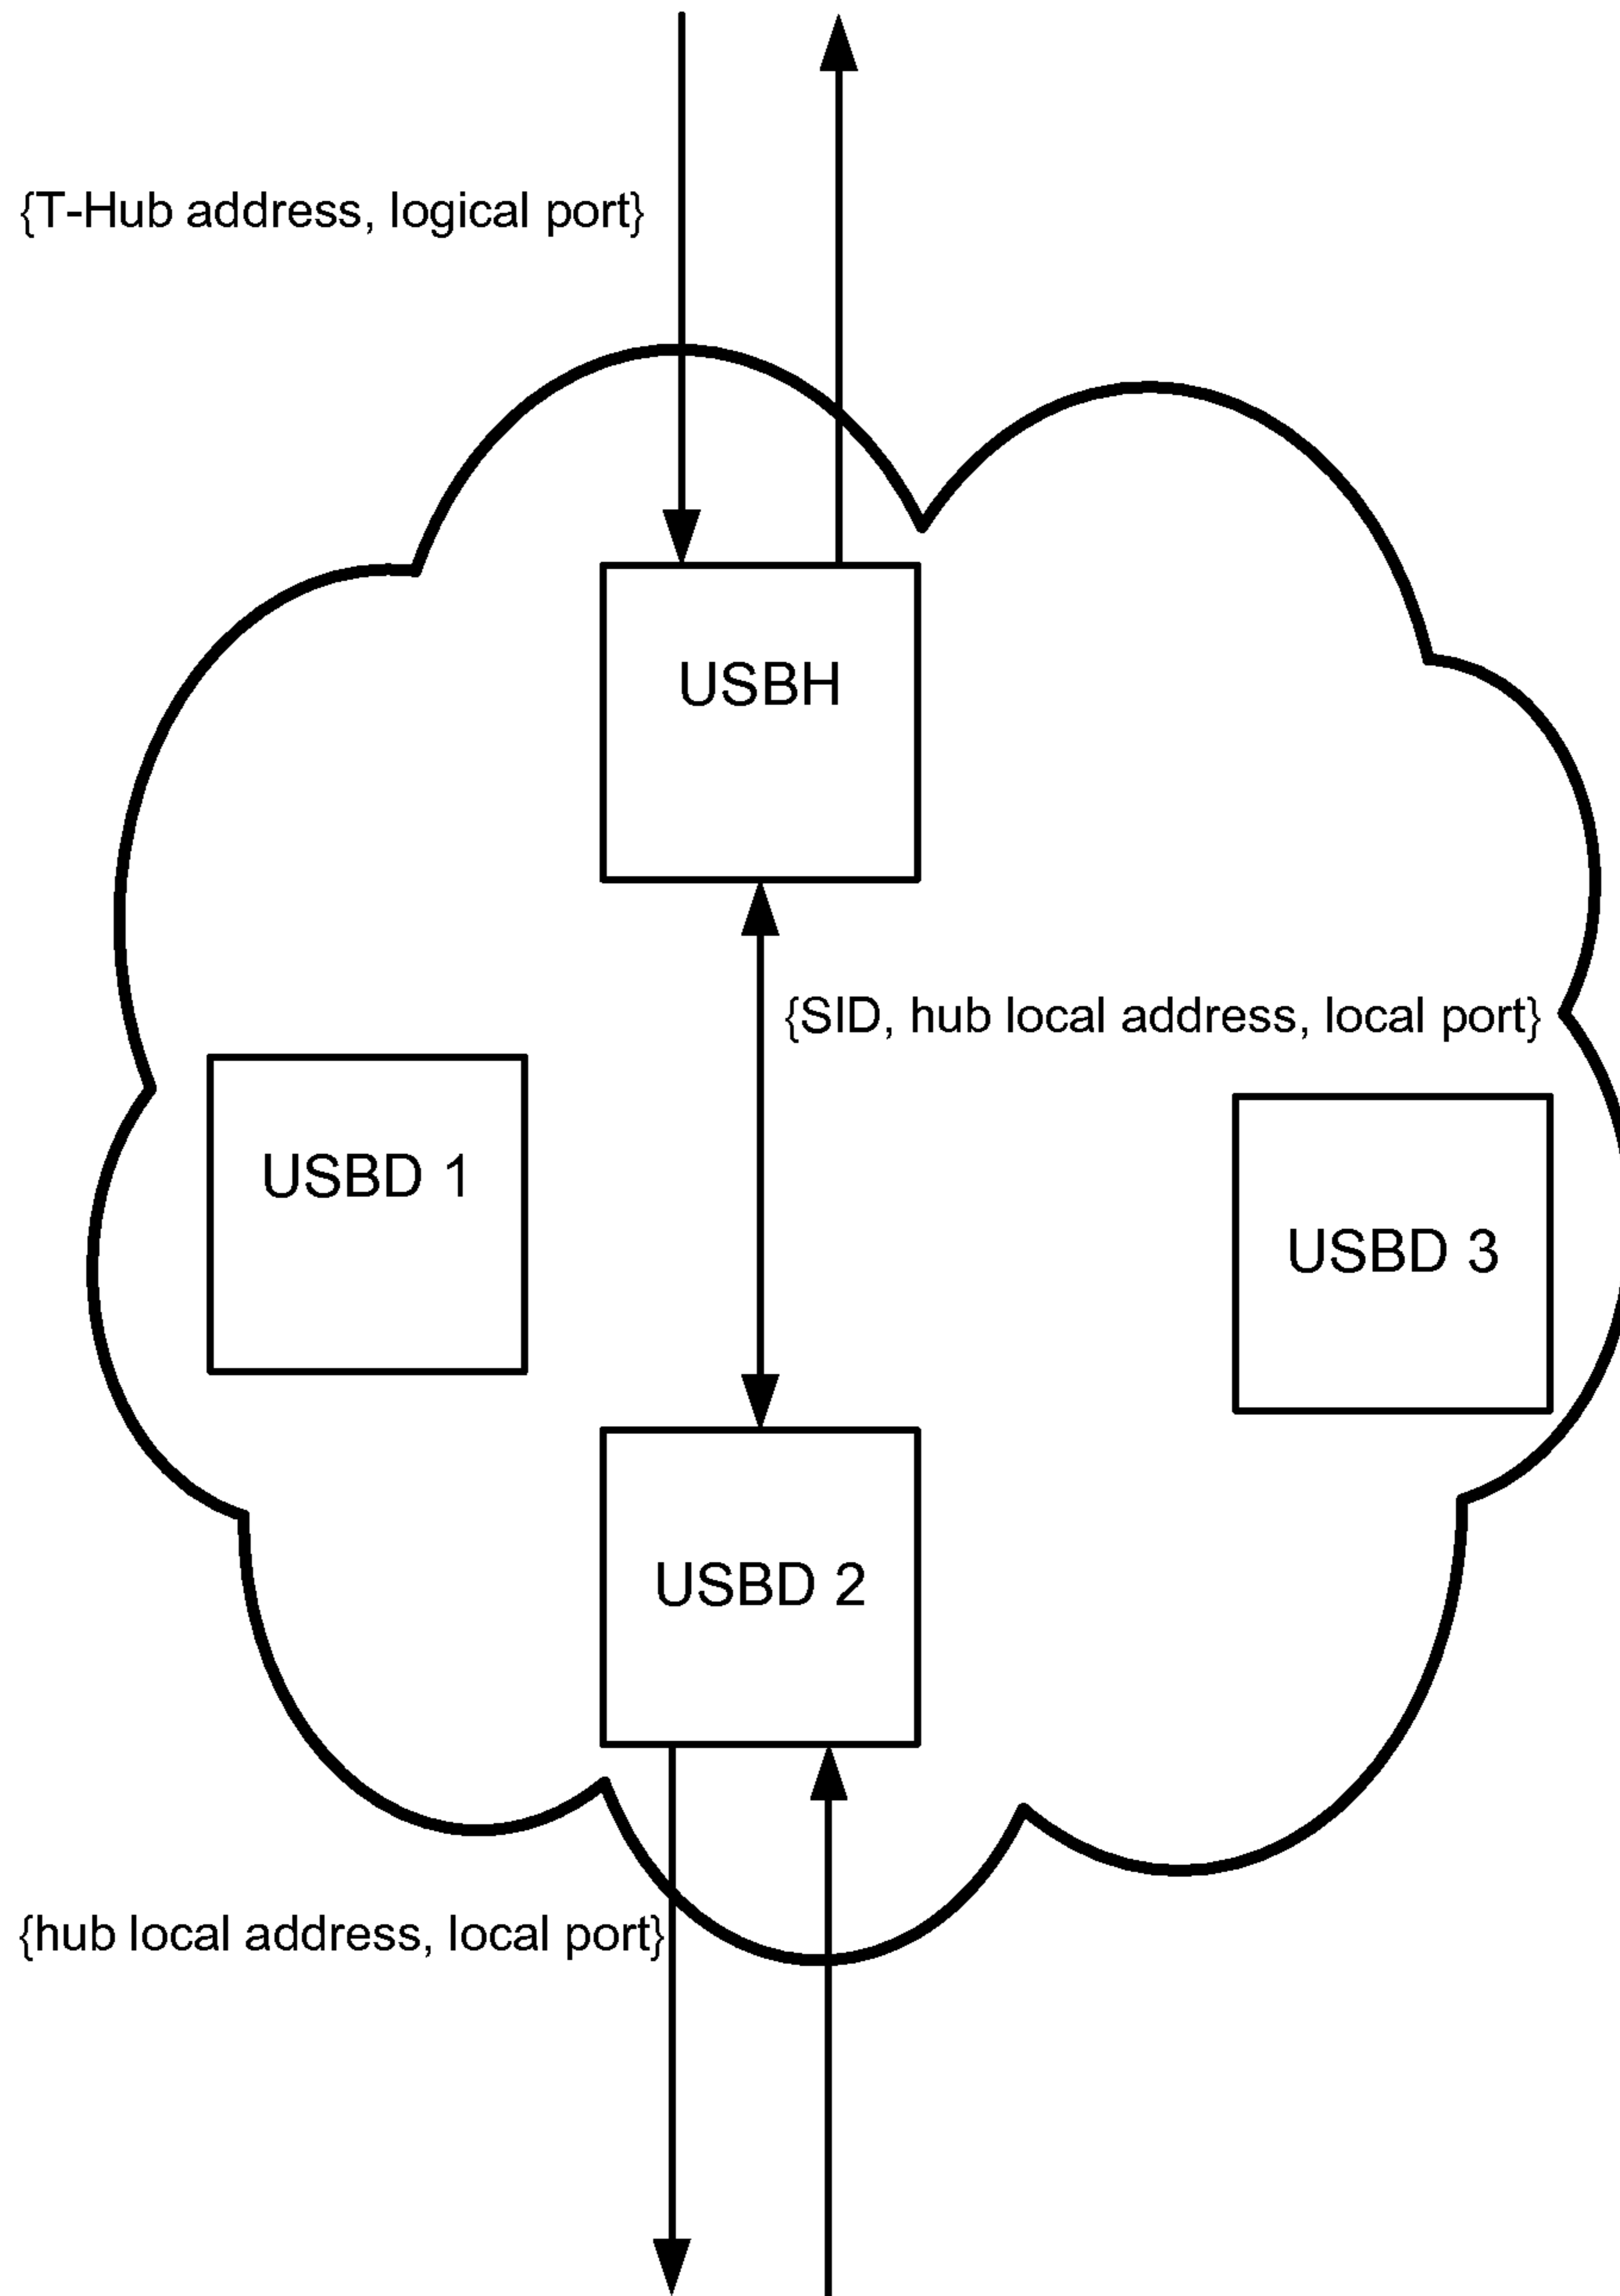 {T-Hub address, logical port}
USBH
{SID, hub local address, local port}
USBD 1
USBD 3
USBD 2
{hub local address, local port}